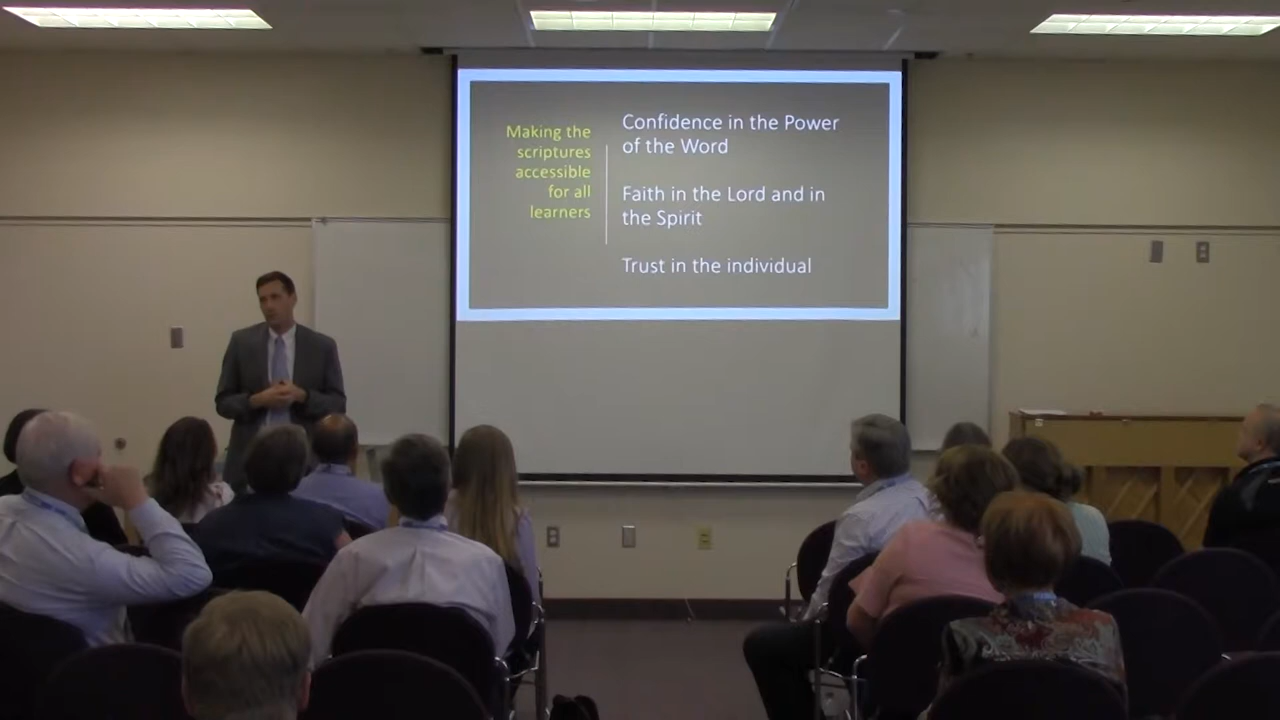 Making the
scriptures
accessible
for all
learners
Confidence in the Power
of the Word
Faith in the Lord and in
the Spirit
Trust in the individual